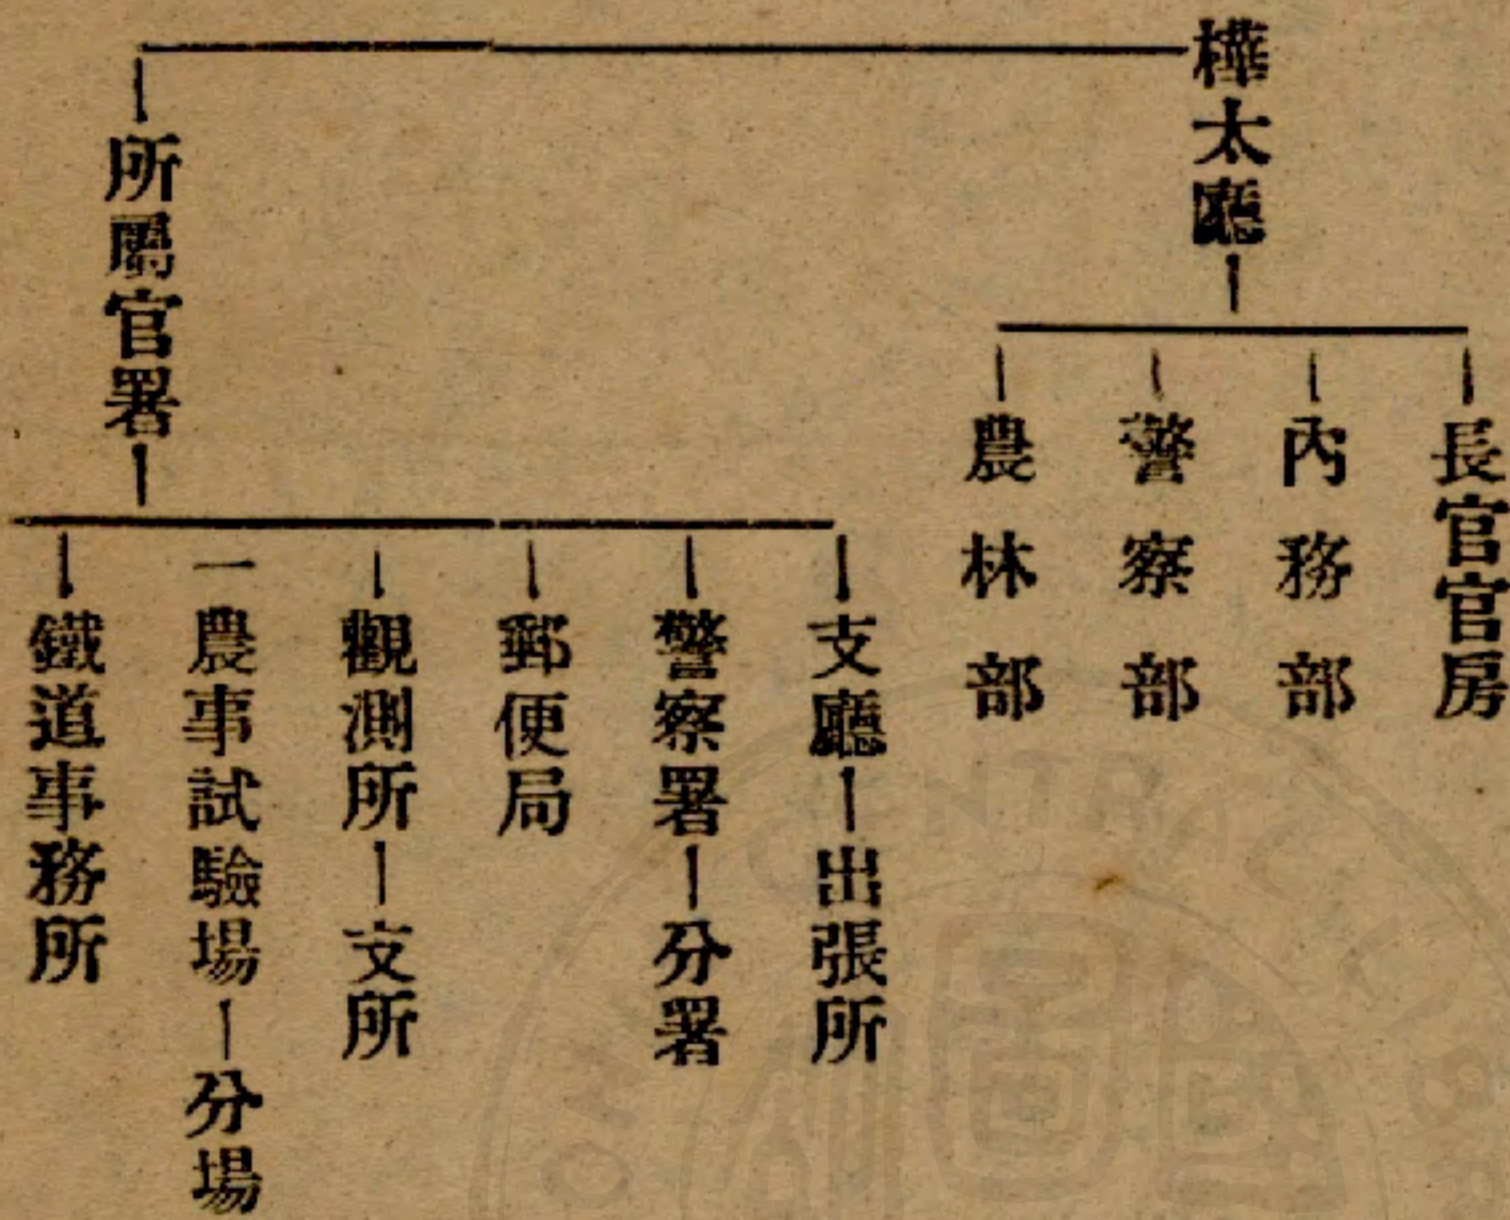 樺太廳
長官官房
內務部
警察部
農林部
所屬官署
支廳—出張所
警察署—分署
郵便局
觀測所—支所
農事試驗場—分場
鐵道事務所